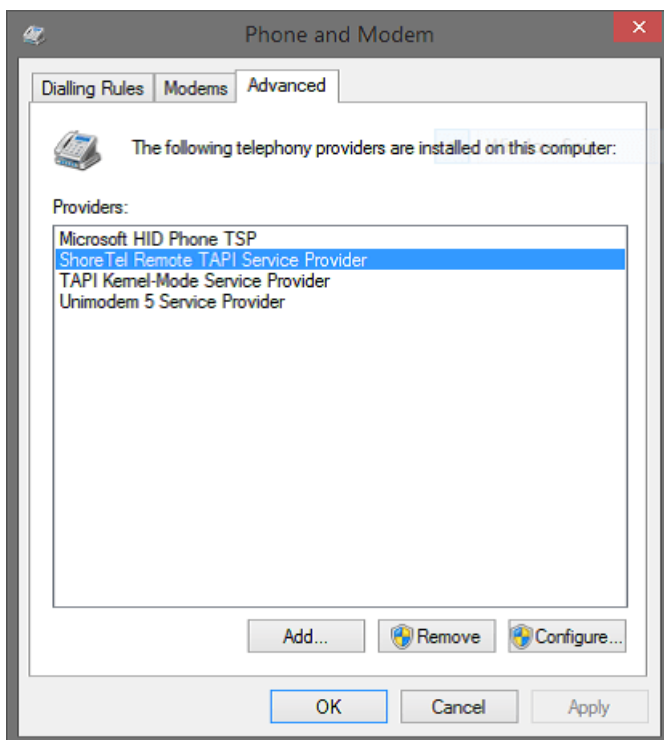 Phone and Modem
Dialling Rules Modems Advanced
The following telephony providers are installed on this computer:
Providers:
Microsoft HID Phone TSP
ShoreTel Remote TAPI Service Provider
TAPI Kernel-Mode Service Provider
Unimodem 5 Service Provider
Add... Remove Configure...
OK Cancel Apply